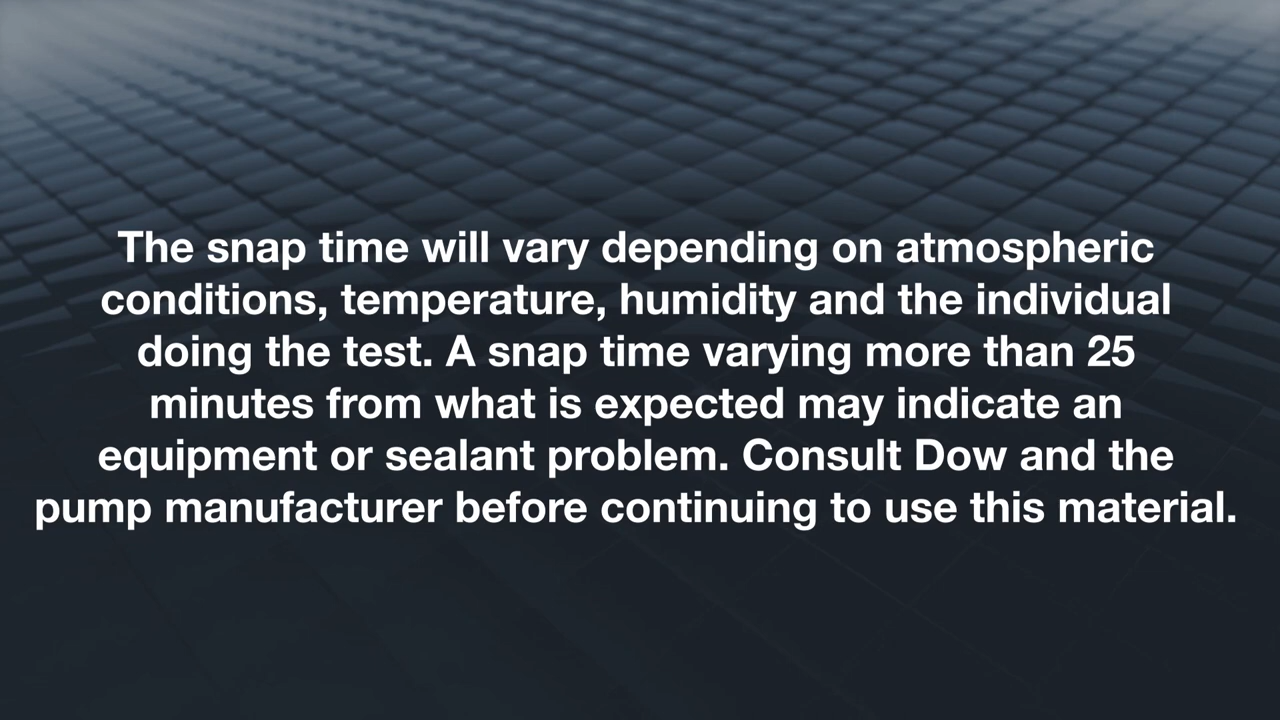 The snap time will vary depending on atmospheric
conditions, temperature, humidity and the individual
doing the test. A snap time varying more than 25
minutes from what is expected may indicate an
equipment or sealant problem. Consult Dow and the
pump manufacturer before continuing to use this material.